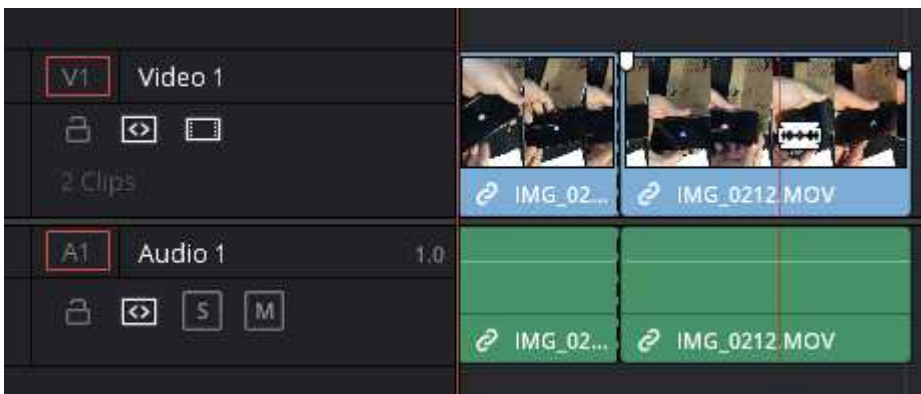 V1 Video 1
2 Clips
IMG_02... IMG_0212.MOV
A1 Audio 1 1.0
S M
IMG_02... IMG_0212.MOV